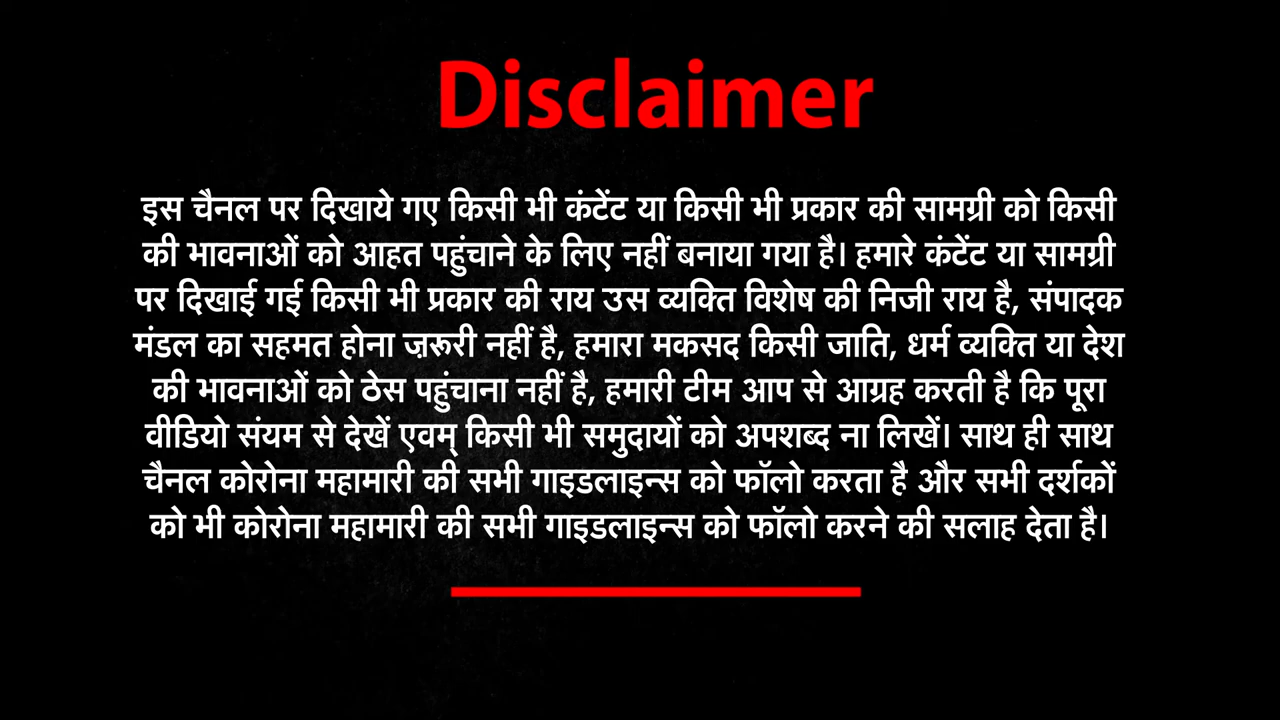 Disclaimer
इस चैनल पर दिखाये गए किसी भी कंटेंट या किसी भी प्रकार की सामग्री को किसी
की भावनाओं को आहत पहुंचाने के लिए नहीं बनाया गया है। हमारे कंटेंट या सामग्री
पर दिखाई गई किसी भी प्रकार की राय उस व्यक्ति विशेष की निजी राय है, संपादक
मंडल का सहमत होना ज़रूरी नहीं है, हमारा मकसद किसी जाति, धर्म व्यक्ति या देश
की भावनाओं को ठेस पहुंचाना नहीं है, हमारी टीम आप से आग्रह करती है कि पूरा
वीडियो संयम से देखें एवम् किसी भी समुदायों को अपशब्द ना लिखें। साथ ही साथ
चैनल कोरोना महामारी की सभी गाइडलाइन्स को फॉलो करता है और सभी दर्शकों
को भी कोरोना महामारी की सभी गाइडलाइन्स को फॉलो करने की सलाह देता है।